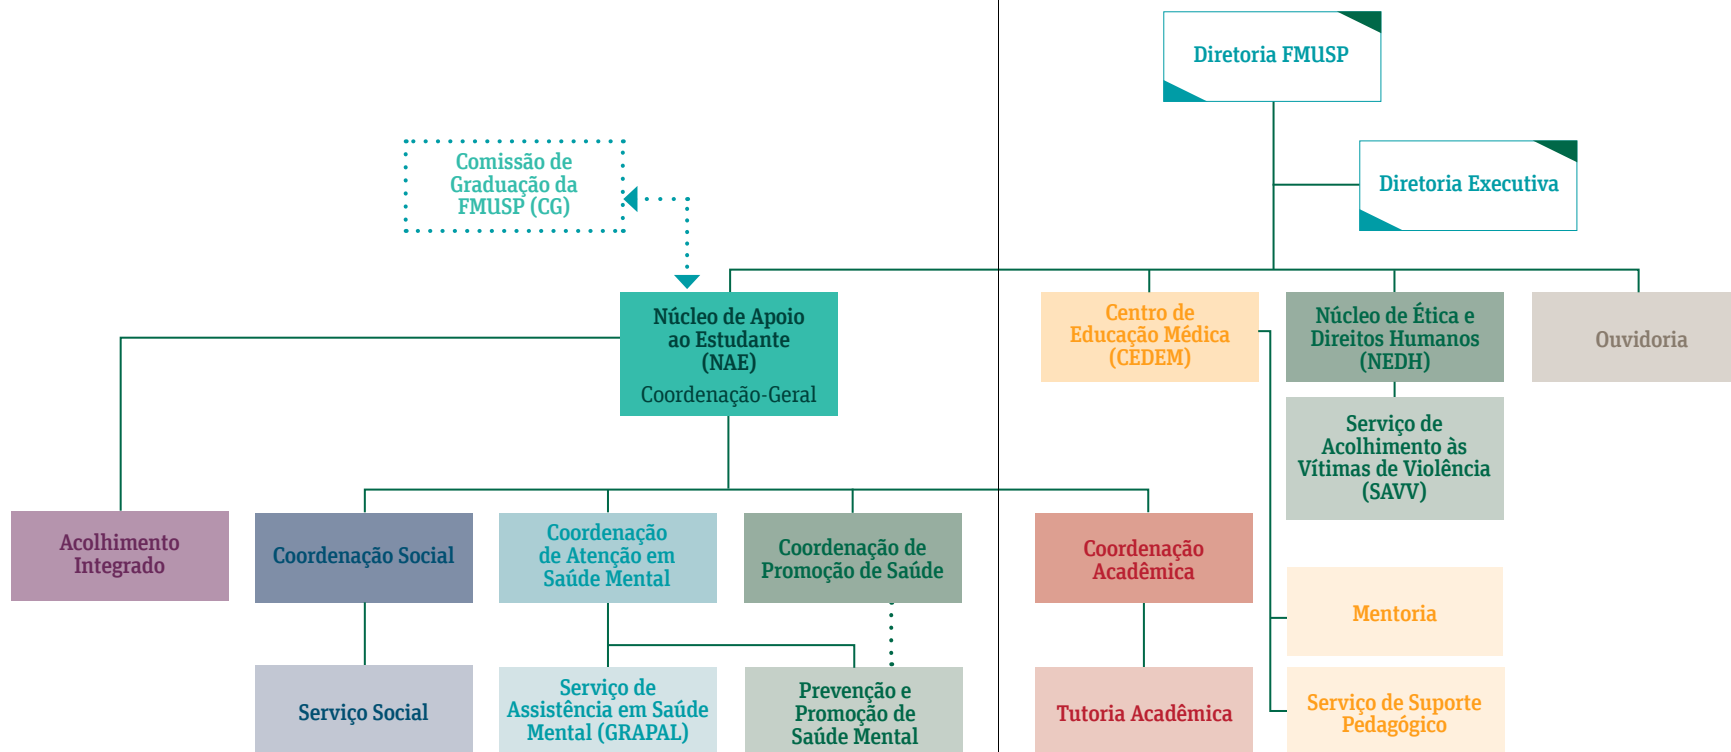 Diretoria FMUSP
Comissão de
Graduação da
FMUSP (CG)
Diretoria Executiva
Núcleo de Apoio
ao Estudante
(NAE)
Coordenação-Geral
Centro de
Educação Médica
(CEDEM)
Núcleo de Ética e
Direitos Humanos
(NEDH)
Ouvidoria
Serviço de
Acolhimento às
Vítimas de Violência
(SAVV)
Acolhimento
Integrado
Coordenação Social
Coordenação
de Atenção em
Saúde Mental
Coordenação de
Promoção de Saúde
Coordenação
Acadêmica
Mentoria
Serviço Social
Serviço de
Assistência em Saúde
Mental (GRAPAL)
Prevenção e
Promoção de
Saúde Mental
Tutoria Acadêmica
Serviço de Suporte
Pedagógico